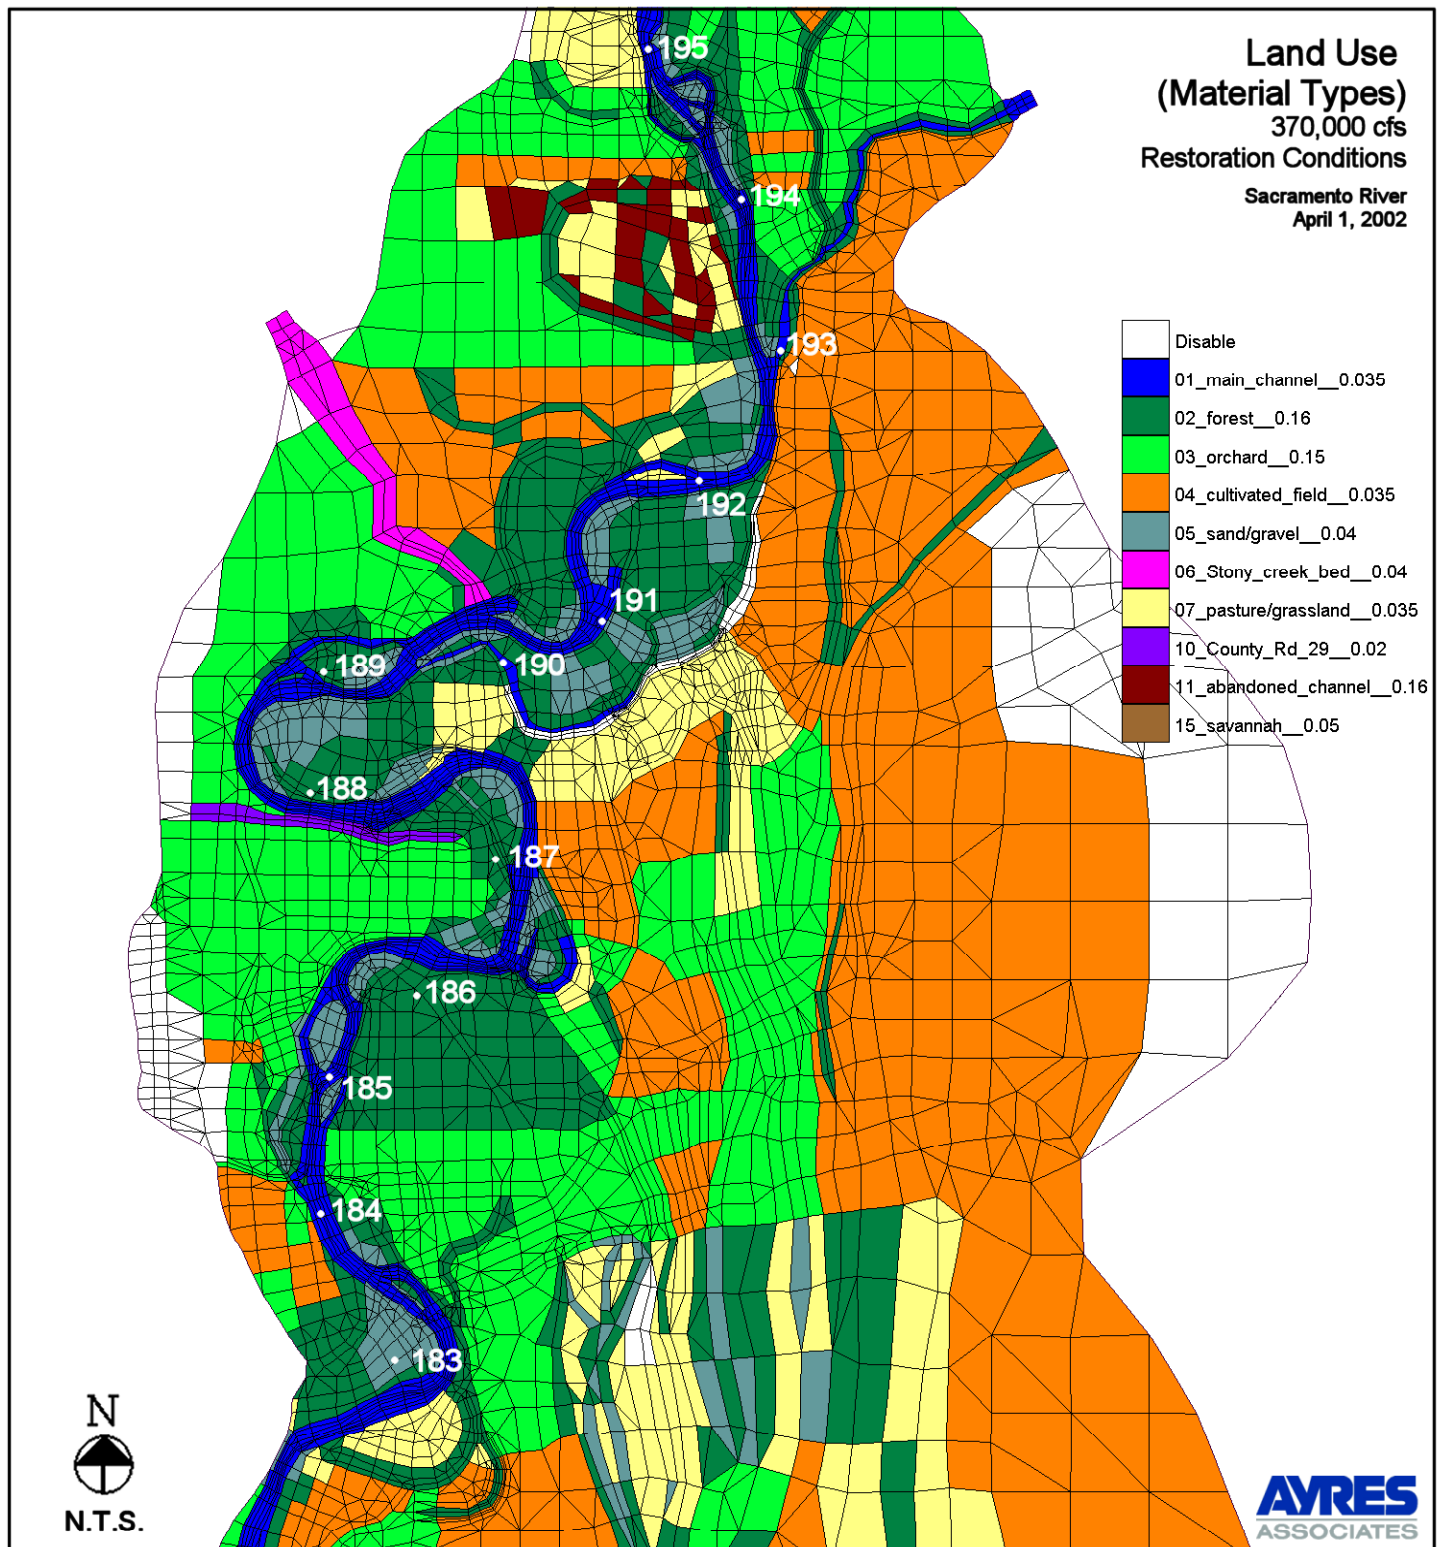 Land Use
(Material Types)
370,000 cfs
Restoration Conditions
Sacramento River
April 1, 2002
195
194
193
192
191
190
189
188
187
186
185
184
183
Disable
01_main_channel__0.035
02_forest__0.16
03_orchard__0.15
04_cultivated_field__0.035
05_sand/gravel__0.04
06_Stony_creek_bed__0.04
07_pasture/grassland__0.035
10_County_Rd_29__0.02
11_abandoned_channel__0.16
15_savannah__0.05
N
N.T.S.
AYRES
ASSOCIATES